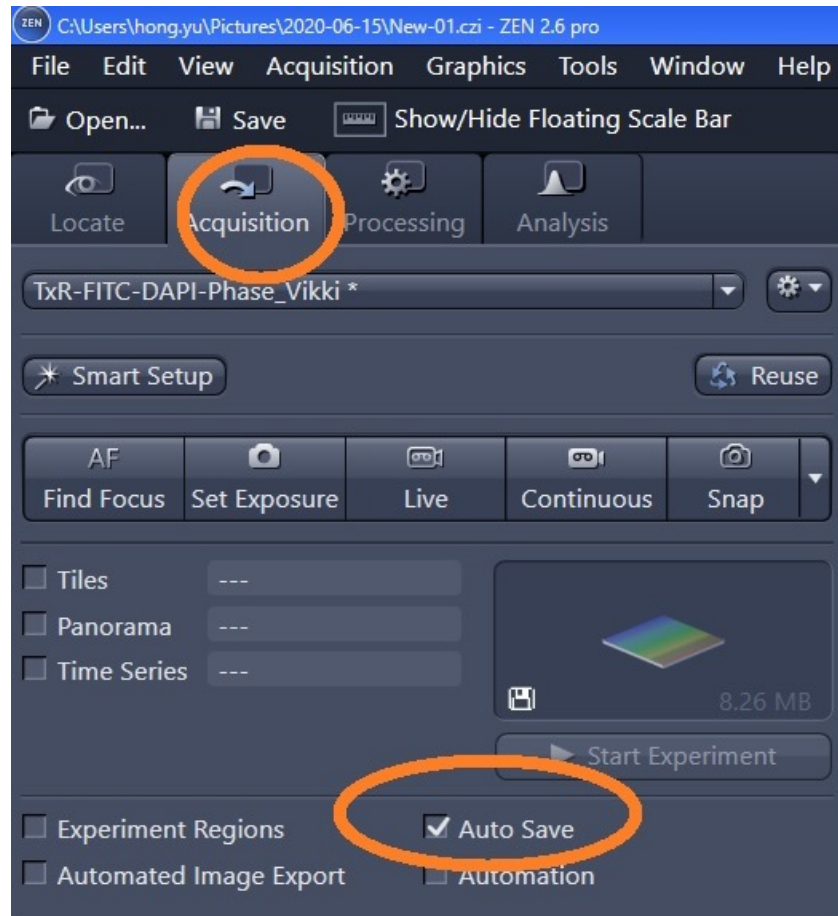 ZEN C:\Users\hong.yu\Pictures\2020-06-15\New-01.czi - ZEN 2.6 pro
File Edit View Acquisition Graphics Tools Window Help
Open... Save Show/Hide Floating Scale Bar
Locate Acquisition Processing Analysis
TxR-FITC-DAPI-Phase_Vikki *
Smart Setup Reuse
AF
Find Focus Set Exposure Live Continuous Snap
Tiles ---
Panorama ---
Time Series ---
8.26 MB
Start Experiment
Experiment Regions Auto Save
Automated Image Export Automation